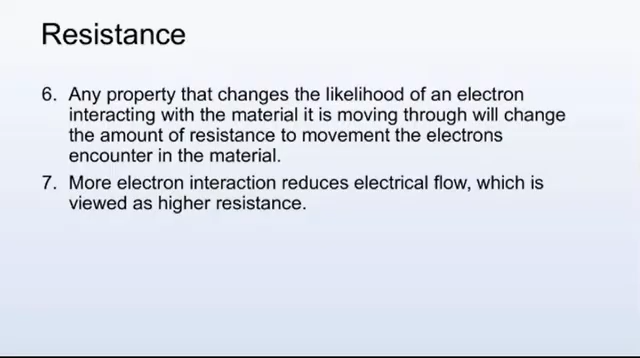 Resistance
6. Any property that changes the likelihood of an electron
interacting with the material it is moving through will change
the amount of resistance to movement the electrons
encounter in the material.
7. More electron interaction reduces electrical flow, which is
viewed as higher resistance.